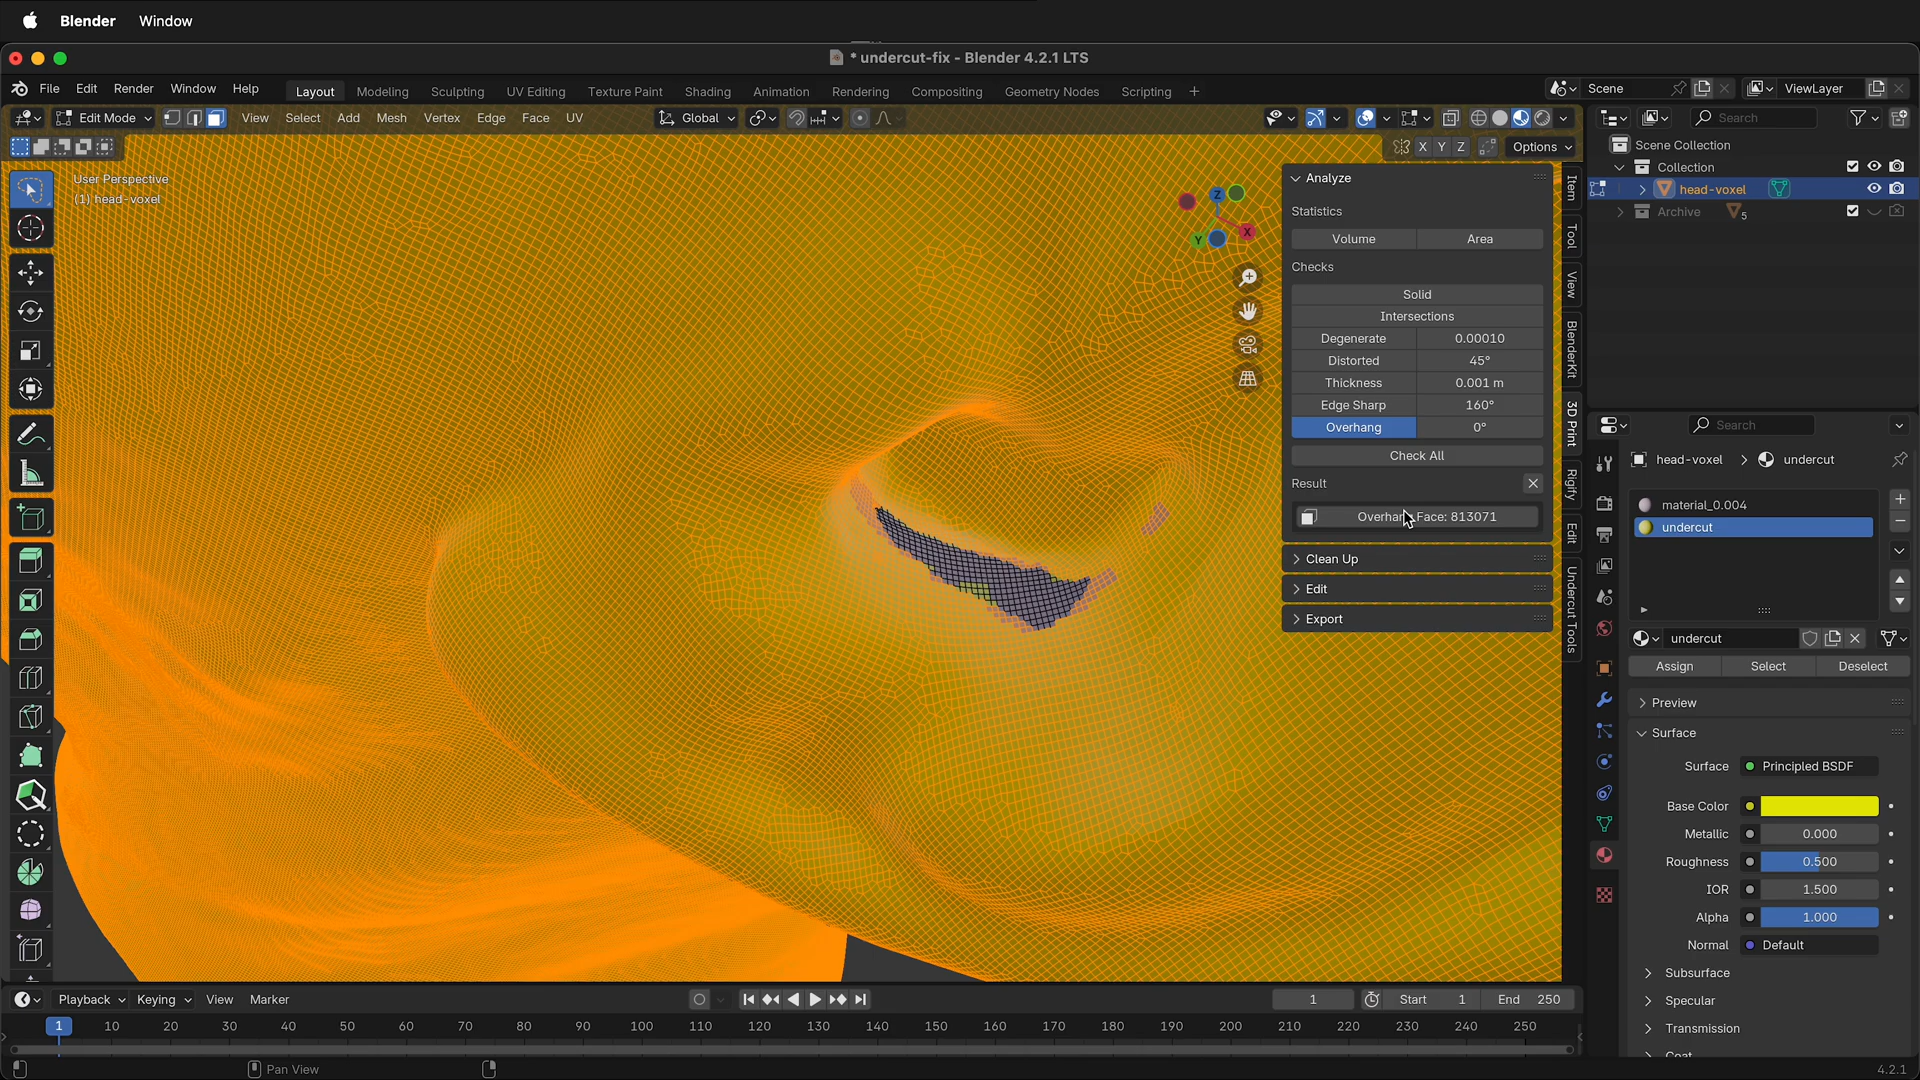 Blender Window
* undercut-fix - Blender 4.2.1 LTS
File Edit Render Window Help Layout Modeling Sculpting UV Editing Texture Paint Shading Animation Rendering Compositing Geometry Nodes Scripting + Scene ViewLayer
Edit Mode View Select Add Mesh Vertex Edge Face UV Global Search
X Y Z Options
Scene Collection
Collection
head-voxel
Archive 5
User Perspective
(1) head-voxel
Z
X
Y
Analyze
Statistics
Volume Area
Checks
Solid
Intersections
Degenerate 0.00010
Distorted 45°
Thickness 0.001 m
Edge Sharp 160°
Overhang 0°
Check All
Result
Overhang Face: 813071
Clean Up
Edit
Export
Item
Tool
View
BlenderKit
3D Print
Rigify
Edit
Undercut Tools
Search
head-voxel undercut
material_0.004
undercut
undercut
Assign Select Deselect
Preview
Surface
Surface Principled BSDF
Base Color
Metallic 0.000
Roughness 0.500
IOR 1.500
Alpha 1.000
Normal Default
Subsurface
Specular
Transmission
Coat
Playback Keying View Marker 1 Start 1 End 250
1 10 20 30 40 50 60 70 80 90 100 110 120 130 140 150 160 170 180 190 200 210 220 230 240 250
Pan View 4.2.1